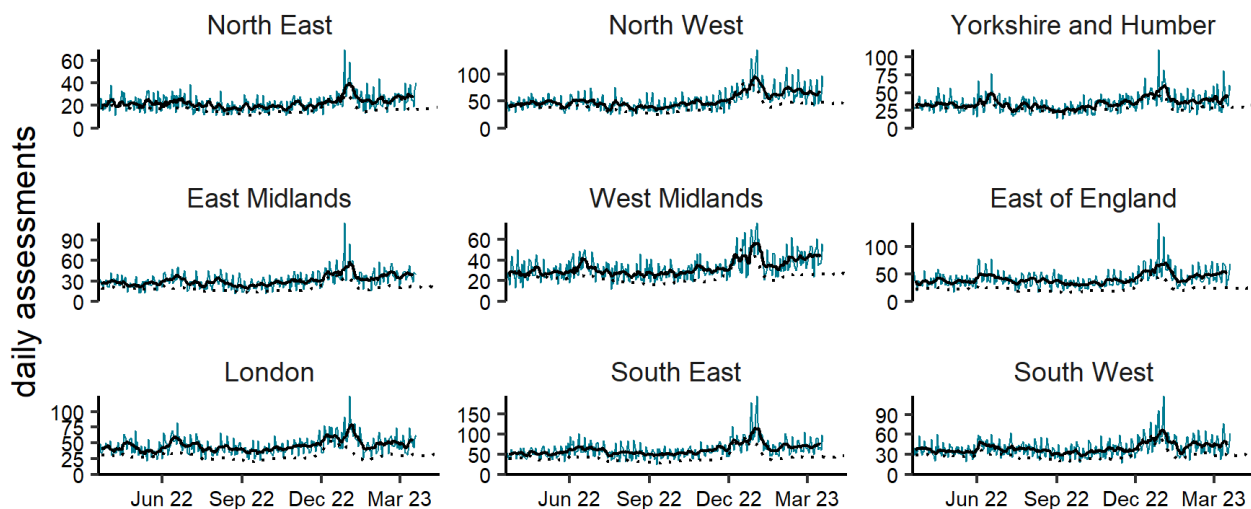 daily assessments
North East
60
40
20
0
North West
100
50
0
Yorkshire and Humber
100
75
50
25
0
East Midlands
90
60
30
0
West Midlands
60
40
20
0
East of England
100
50
0
London
100
75
50
25
0
Jun 22 Sep 22 Dec 22 Mar 23
South East
150
100
50
0
Jun 22 Sep 22 Dec 22 Mar 23
South West
90
60
30
0
Jun 22 Sep 22 Dec 22 Mar 23